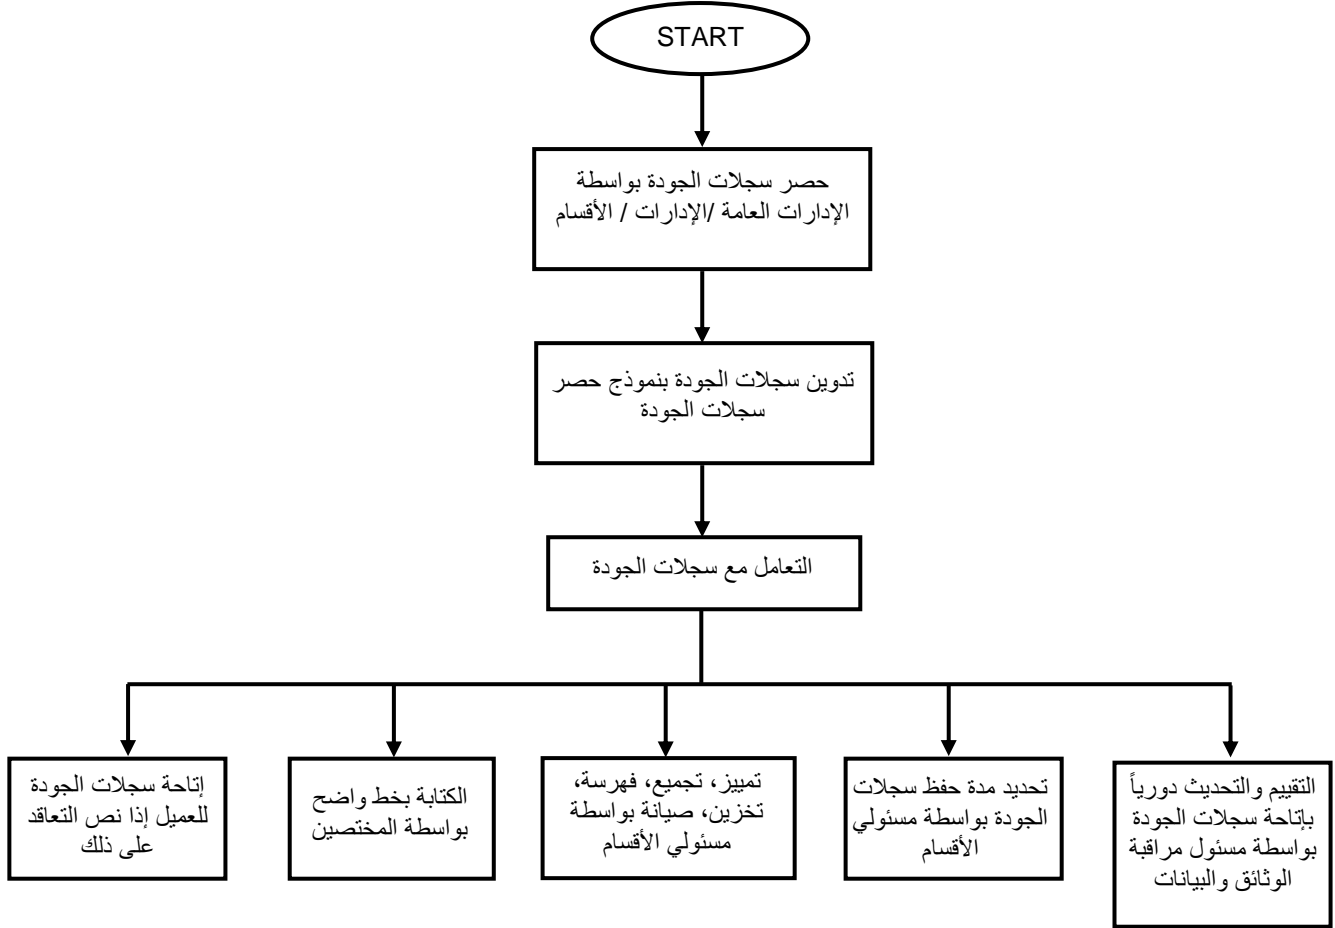 START
حصر سجلات الجودة بواسطة
الإدارات العامة /الإدارات / الأقسام
تدوين سجلات الجودة بنموذج حصر
سجلات الجودة
التعامل مع سجلات الجودة
التقييم والتحديث دورياً
بإتاحة سجلات الجودة
بواسطة مسئول مراقبة
الوثائق والبيانات
تحديد مدة حفظ سجلات
الجودة بواسطة مسئولي
الأقسام
تمييز، تجميع، فهرسة،
تخزين، صيانة بواسطة
مسئولي الأقسام
الكتابة بخط واضح
بواسطة المختصين
إتاحة سجلات الجودة
للعميل إذا نص التعاقد
على ذلك